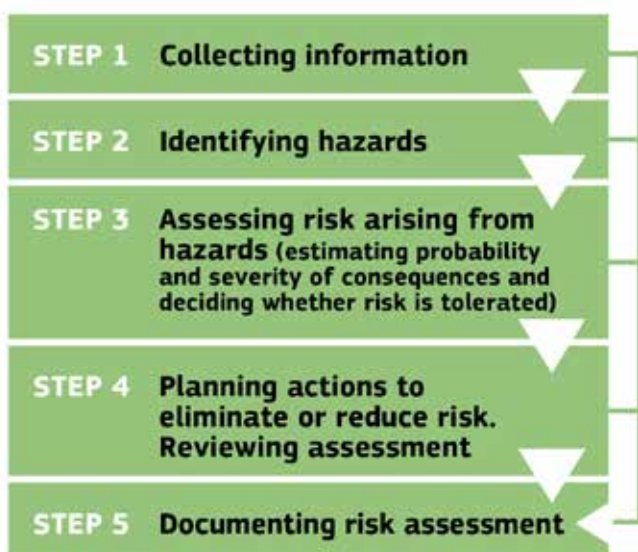 STEP 1 Collecting information
STEP 2 Identifying hazards
STEP 3 Assessing risk arising from
hazards (estimating probability
and severity of consequences and
deciding whether risk is tolerated)
STEP 4 Planning actions to
eliminate or reduce risk.
Reviewing assessment
STEP 5 Documenting risk assessment